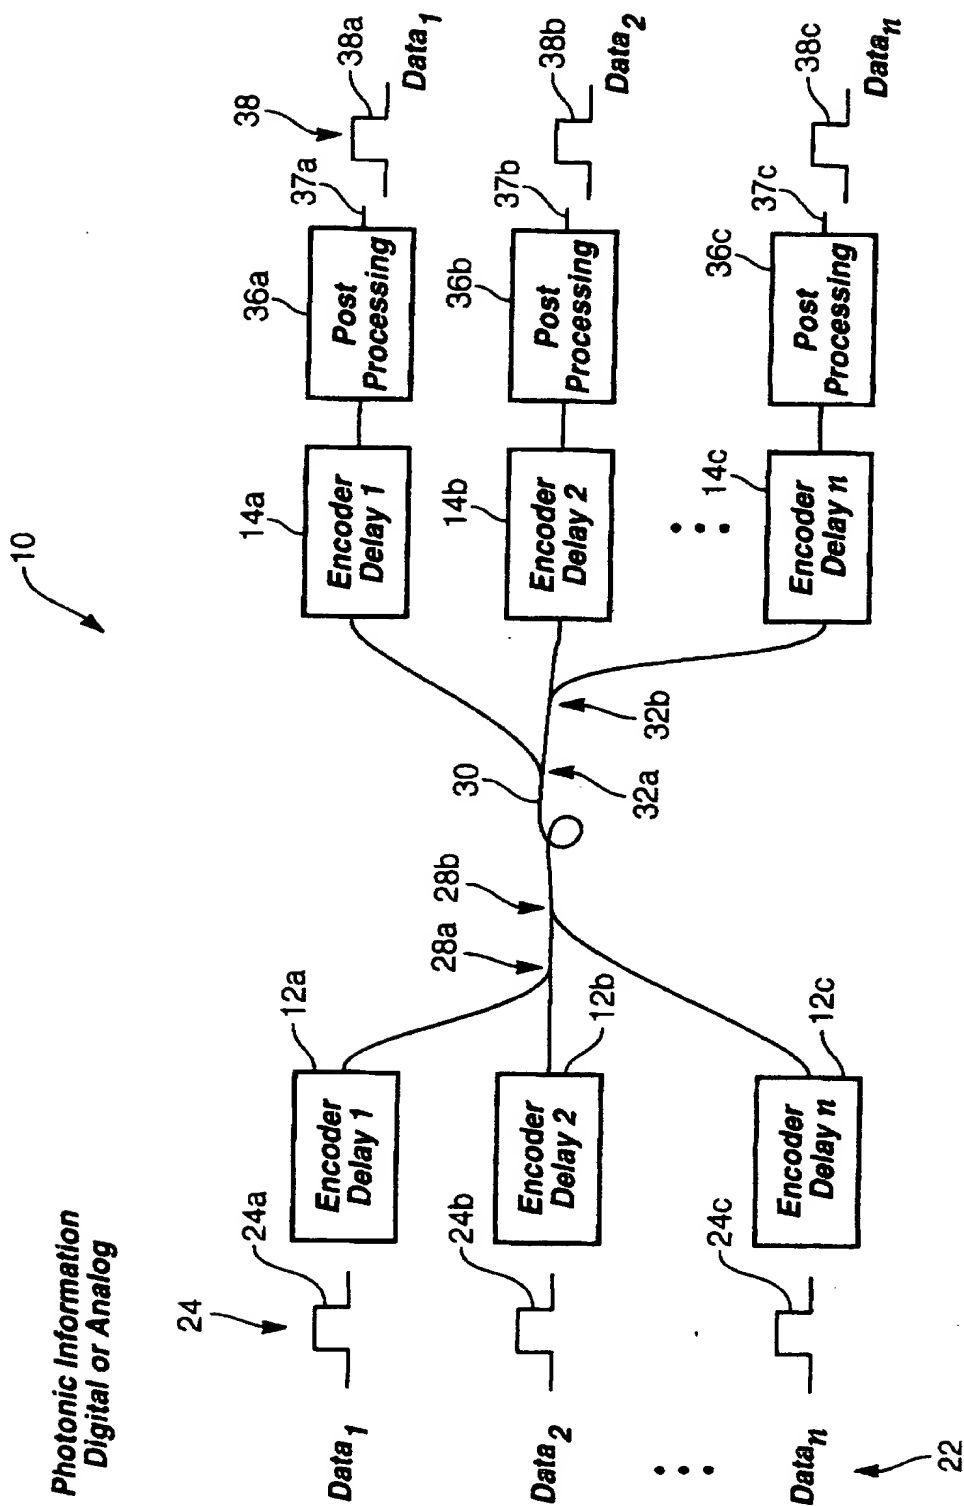 Photonic Information
Digital or Analog
10
24
24a
12a
Data1
Encoder
Delay 1
28a
28b
30
32a
32b
14a
Encoder
Delay 1
36a
Post
Processing
37a
38
38a
Data1
24b
12b
Data2
Encoder
Delay 2
14b
Encoder
Delay 2
36b
Post
Processing
37b
38b
Data2
24c
12c
Datan
Encoder
Delay n
14c
Encoder
Delay n
36c
Post
Processing
37c
38c
Datan
22